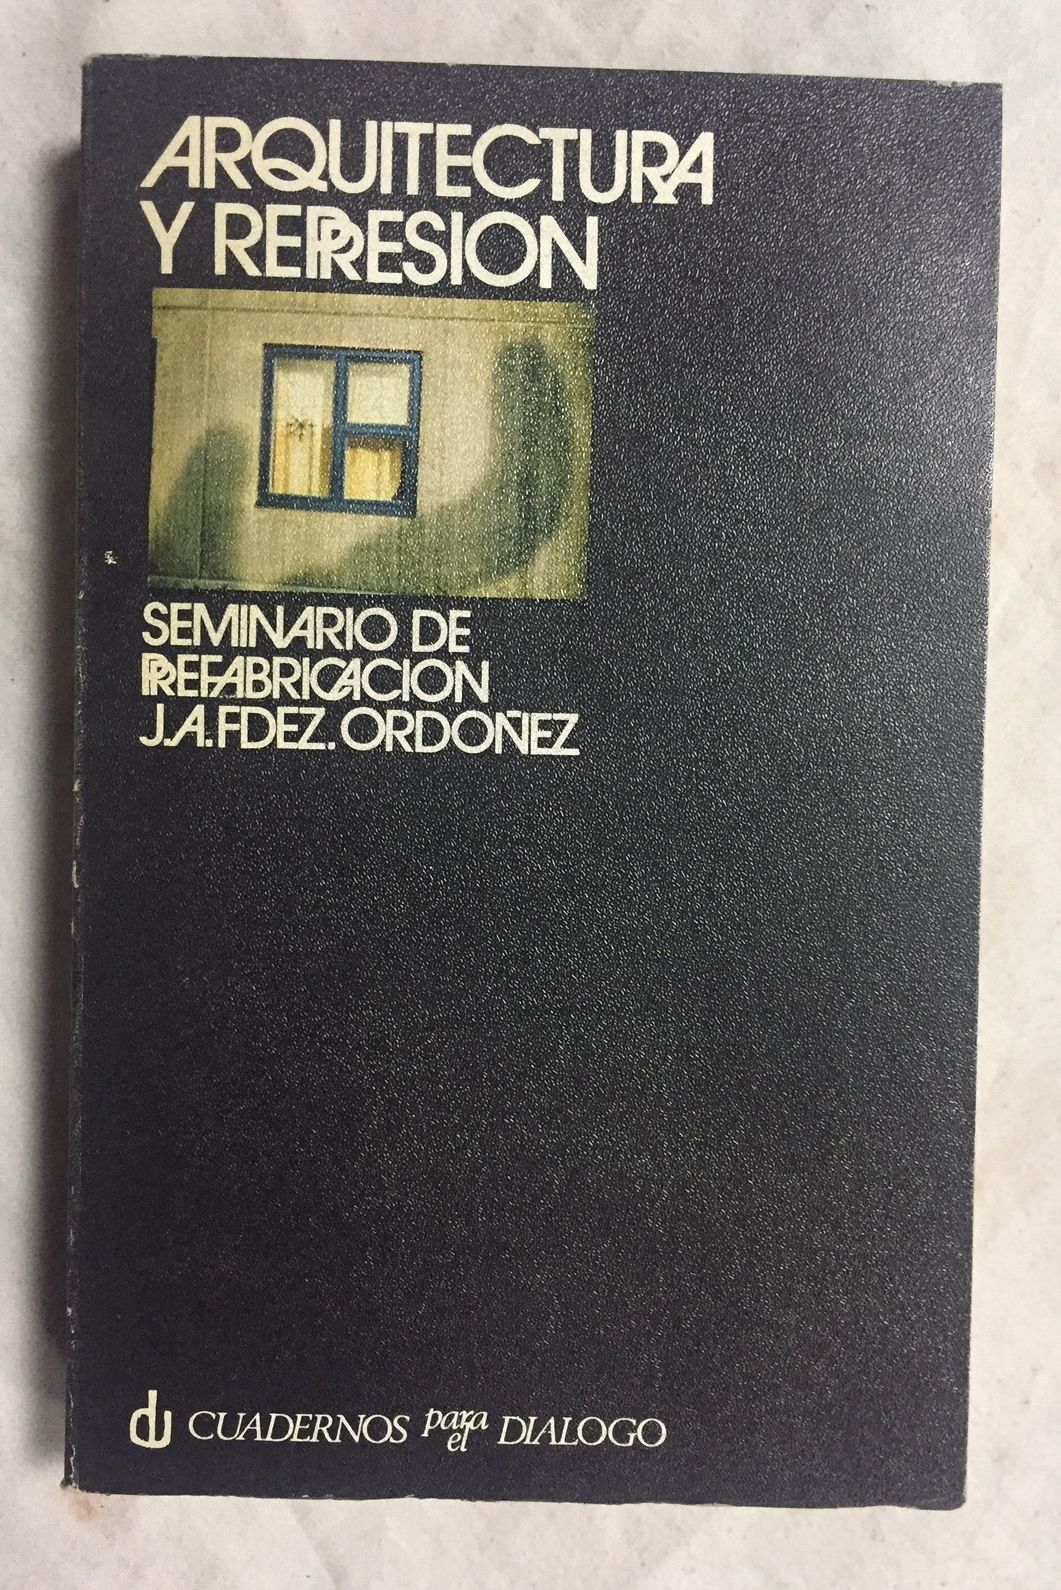 ARQUITECTURA
Y REPRESION
SEMINARIO DE
PREFABRICACION
J.A.FDEZ. ORDOÑEZ
CUADERNOS para el DIALOGO